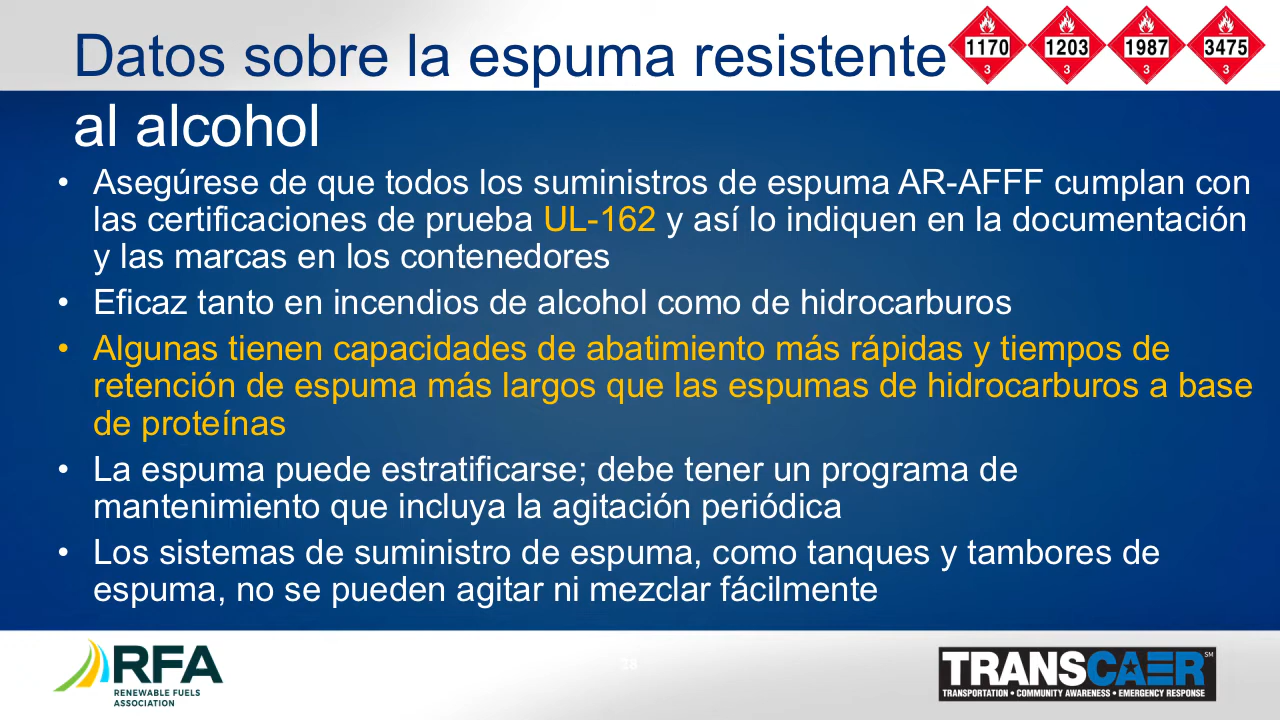 Datos sobre la espuma resistente
al alcohol
1170
3
1203
3
1987
3
3475
3
• Asegúrese de que todos los suministros de espuma AR-AFFF cumplan con
las certificaciones de prueba UL-162 y así lo indiquen en la documentación
y las marcas en los contenedores
• Eficaz tanto en incendios de alcohol como de hidrocarburos
• Algunas tienen capacidades de abatimiento más rápidas y tiempos de
retención de espuma más largos que las espumas de hidrocarburos a base
de proteínas
• La espuma puede estratificarse; debe tener un programa de
mantenimiento que incluya la agitación periódica
• Los sistemas de suministro de espuma, como tanques y tambores de
espuma, no se pueden agitar ni mezclar fácilmente
RFA
RENEWABLE FUELS
ASSOCIATION
28
TRANSCAER℠
TRANSPORTATION • COMMUNITY AWARENESS • EMERGENCY RESPONSE